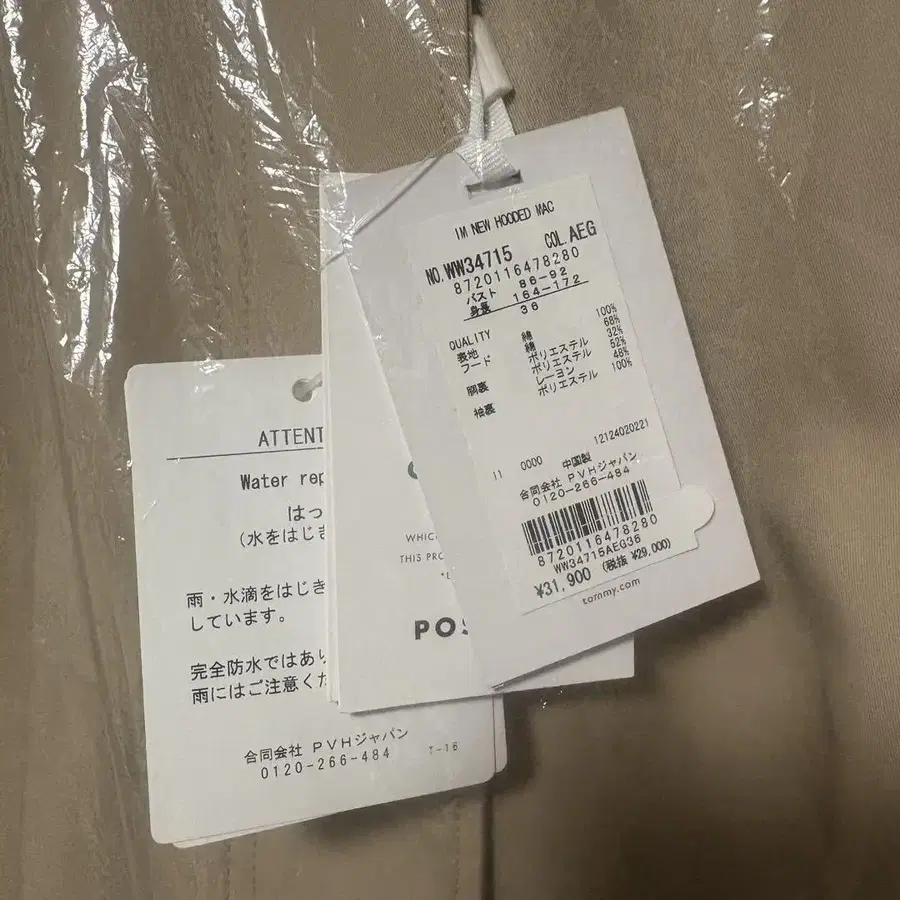 IM NEW HOODED MAC
NO.WW34715 COL.AEG
8720116478280
バスト 86-92
身長 164-172
36
QUALITY
表地 綿 100%
フード 綿 68%
ポリエステル 32%
胴裏 ポリエステル 52%
レーヨン 48%
袖裏 ポリエステル 100%
12124020221
11 0000 中国製
合同会社 PVHジャパン
0120-266-484
8720116478280
WW34715AEG36
¥31,900 (税抜 ¥29,000)
tommy.com
WHICH
THIS PRO
POS
ATTENT
Water rep
はっ
(水をはじき
雨・水滴をはじき
しています。
完全防水ではあり
雨にはご注意くだ
合同会社 PVHジャパン
0120-266-484 T-16